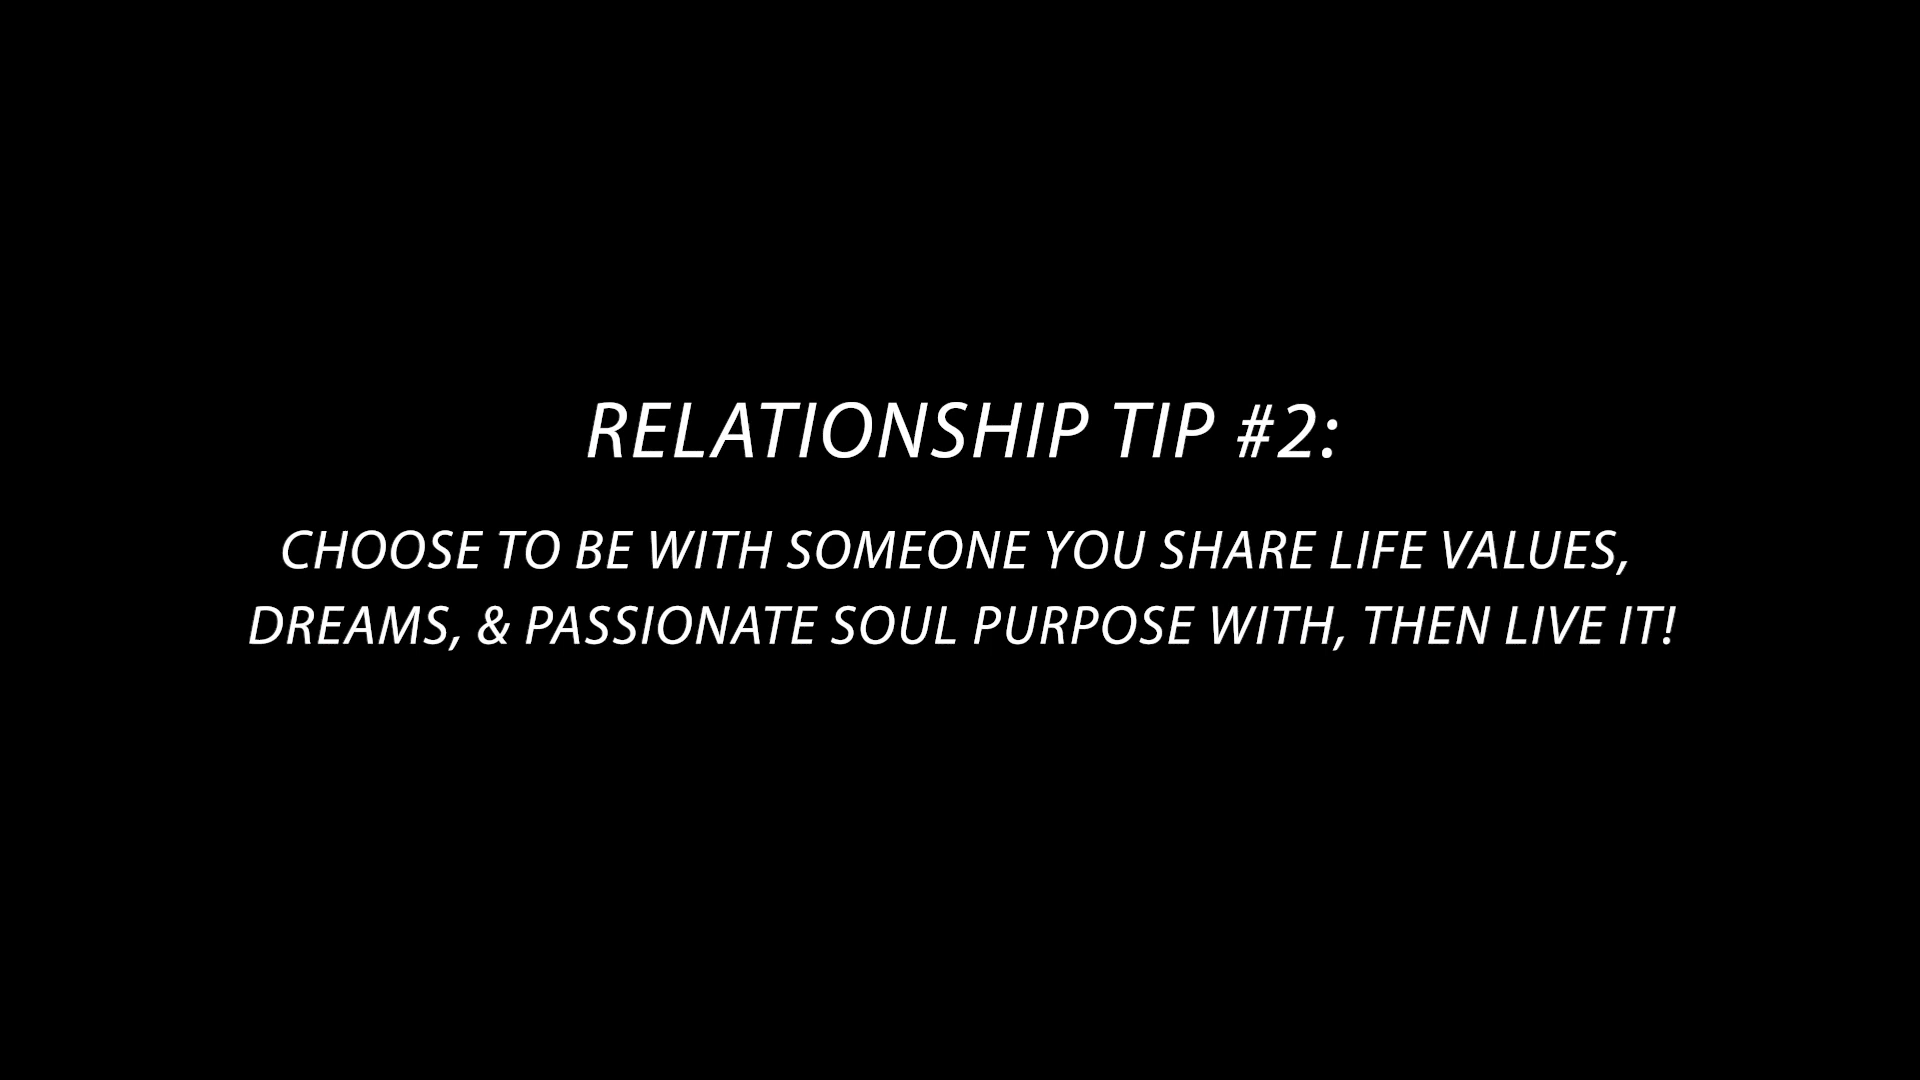 RELATIONSHIP TIP #2:
CHOOSE TO BE WITH SOMEONE YOU SHARE LIFE VALUES,
DREAMS, & PASSIONATE SOUL PURPOSE WITH, THEN LIVE IT!